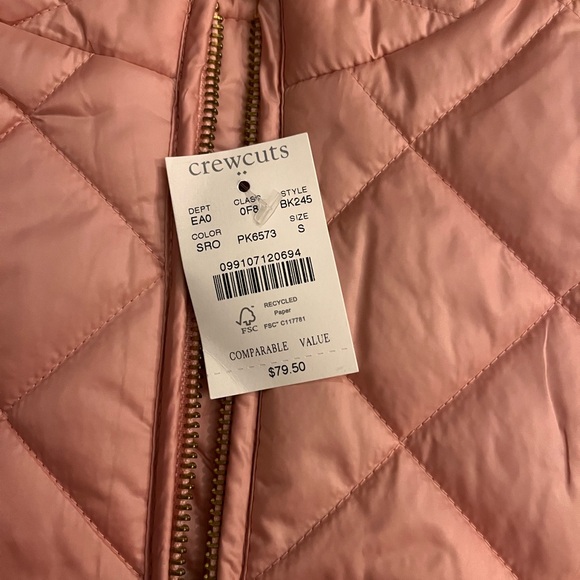 crewcuts
DEPT CLASS STYLE
EA0 0F8 BK245
COLOR SIZE
SRO PK6573 S
099107120694
RECYCLED
Paper
FSC FSC® C117781
COMPARABLE VALUE
$79.50